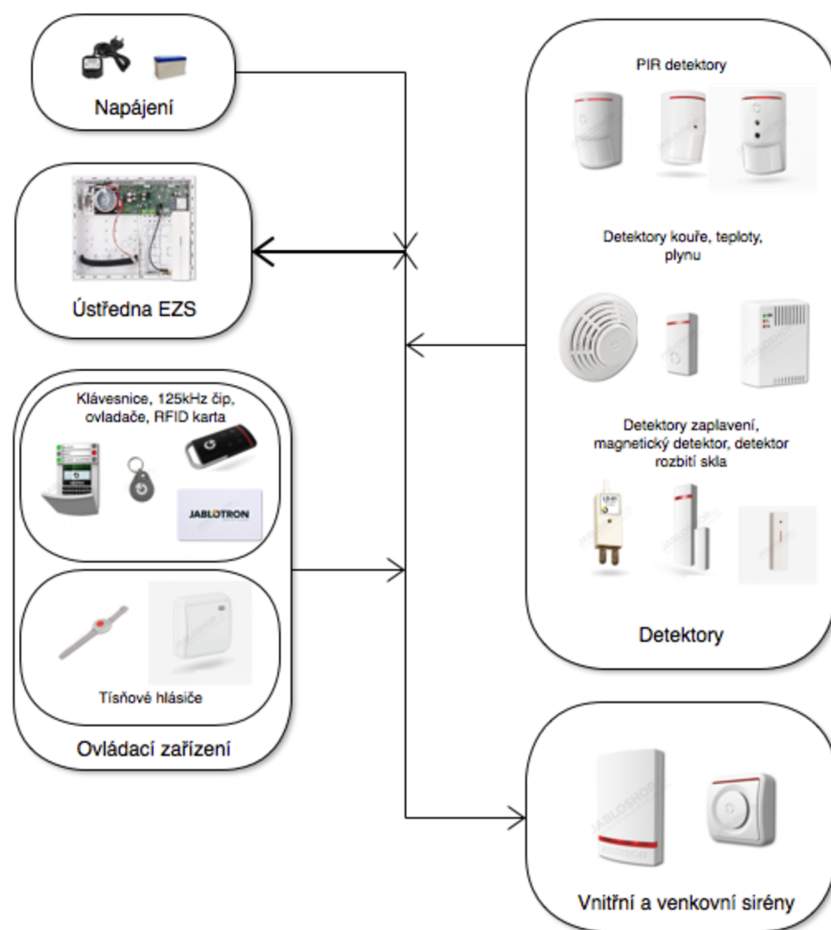 Napájení
Ústředna EZS
Klávesnice, 125kHz čip,
ovladače, RFID karta
JABLOTRON
Tísňové hlásiče
Ovládací zařízení
PIR detektory
Detektory kouře, teploty,
plynu
Detektory zaplavení,
magnetický detektor, detektor
rozbití skla
Detektory
JABLOSHOP
Vnitřní a venkovní sirény